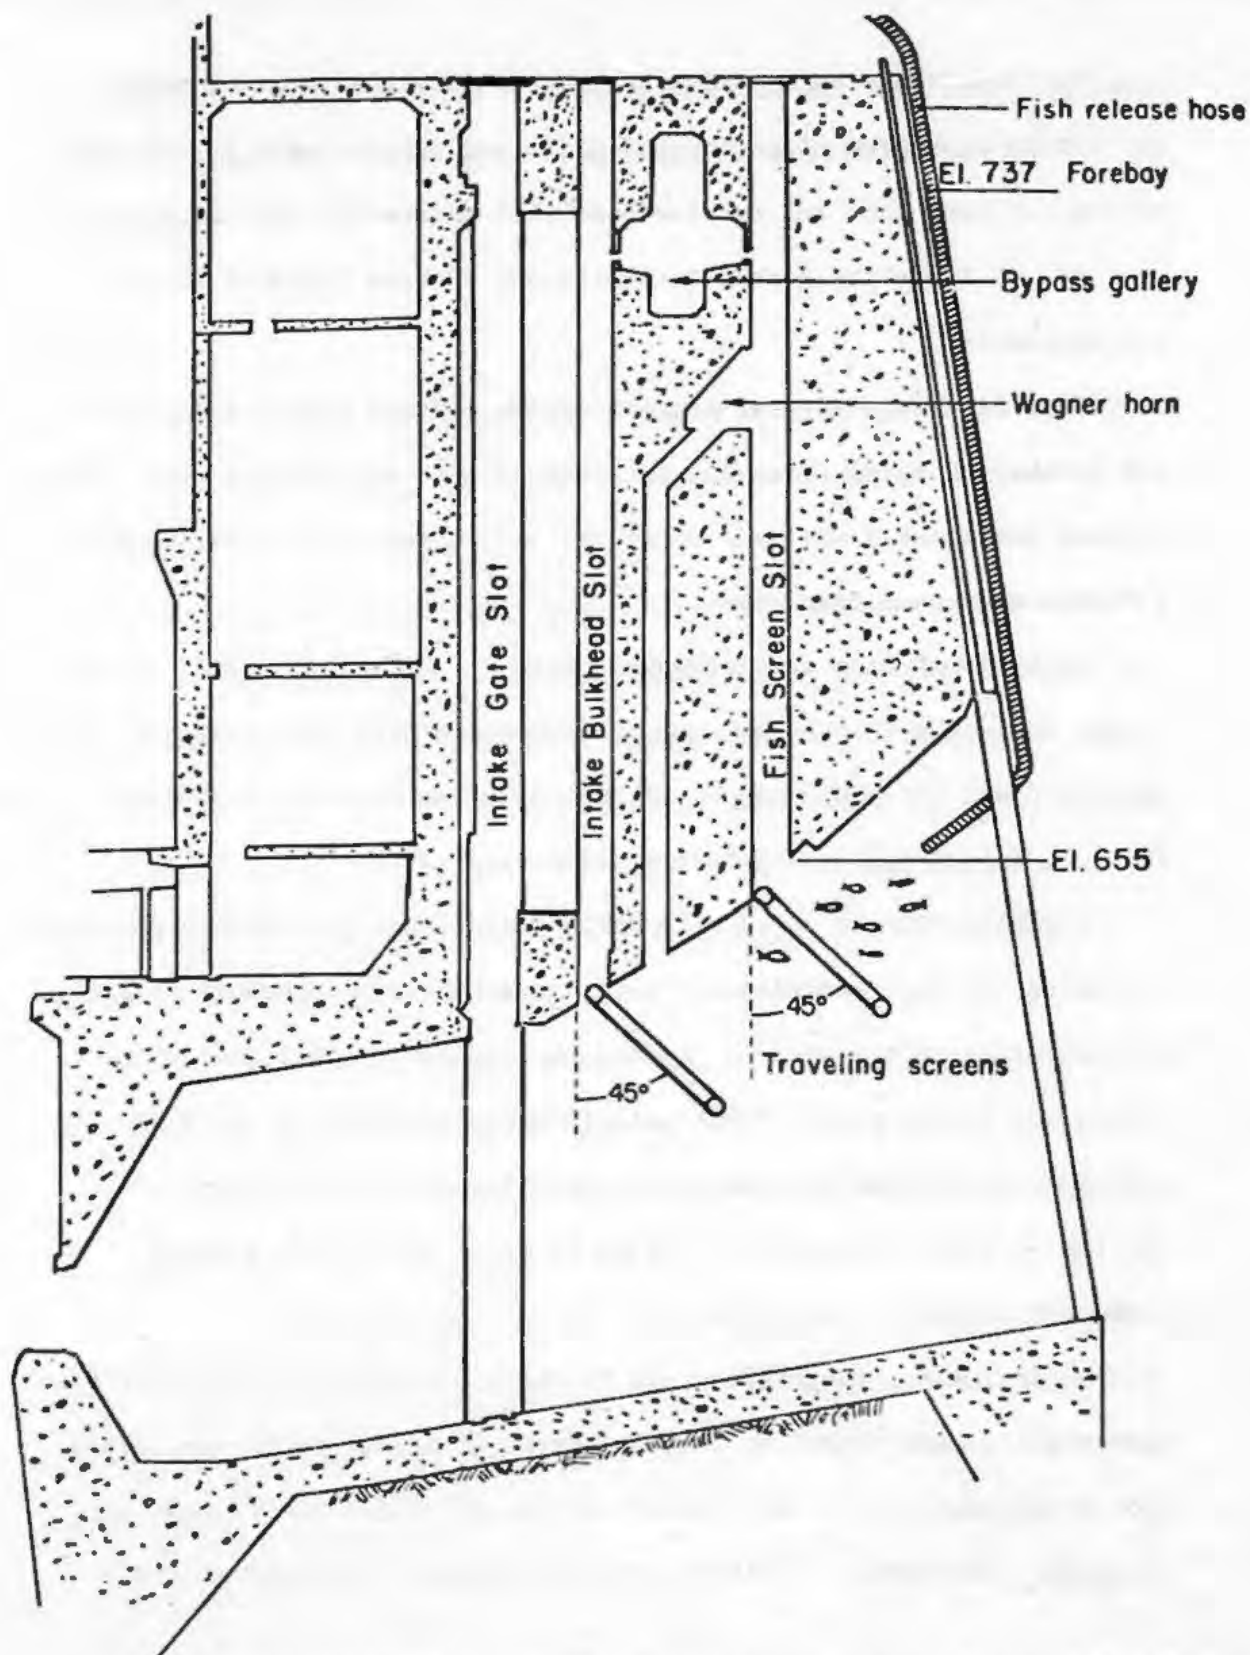 Fish release hose
El. 737 Forebay
Bypass gallery
Wagner horn
Intake Gate Slot
Intake Bulkhead Slot
Fish Screen Slot
El. 655
45°
Traveling screens
45°